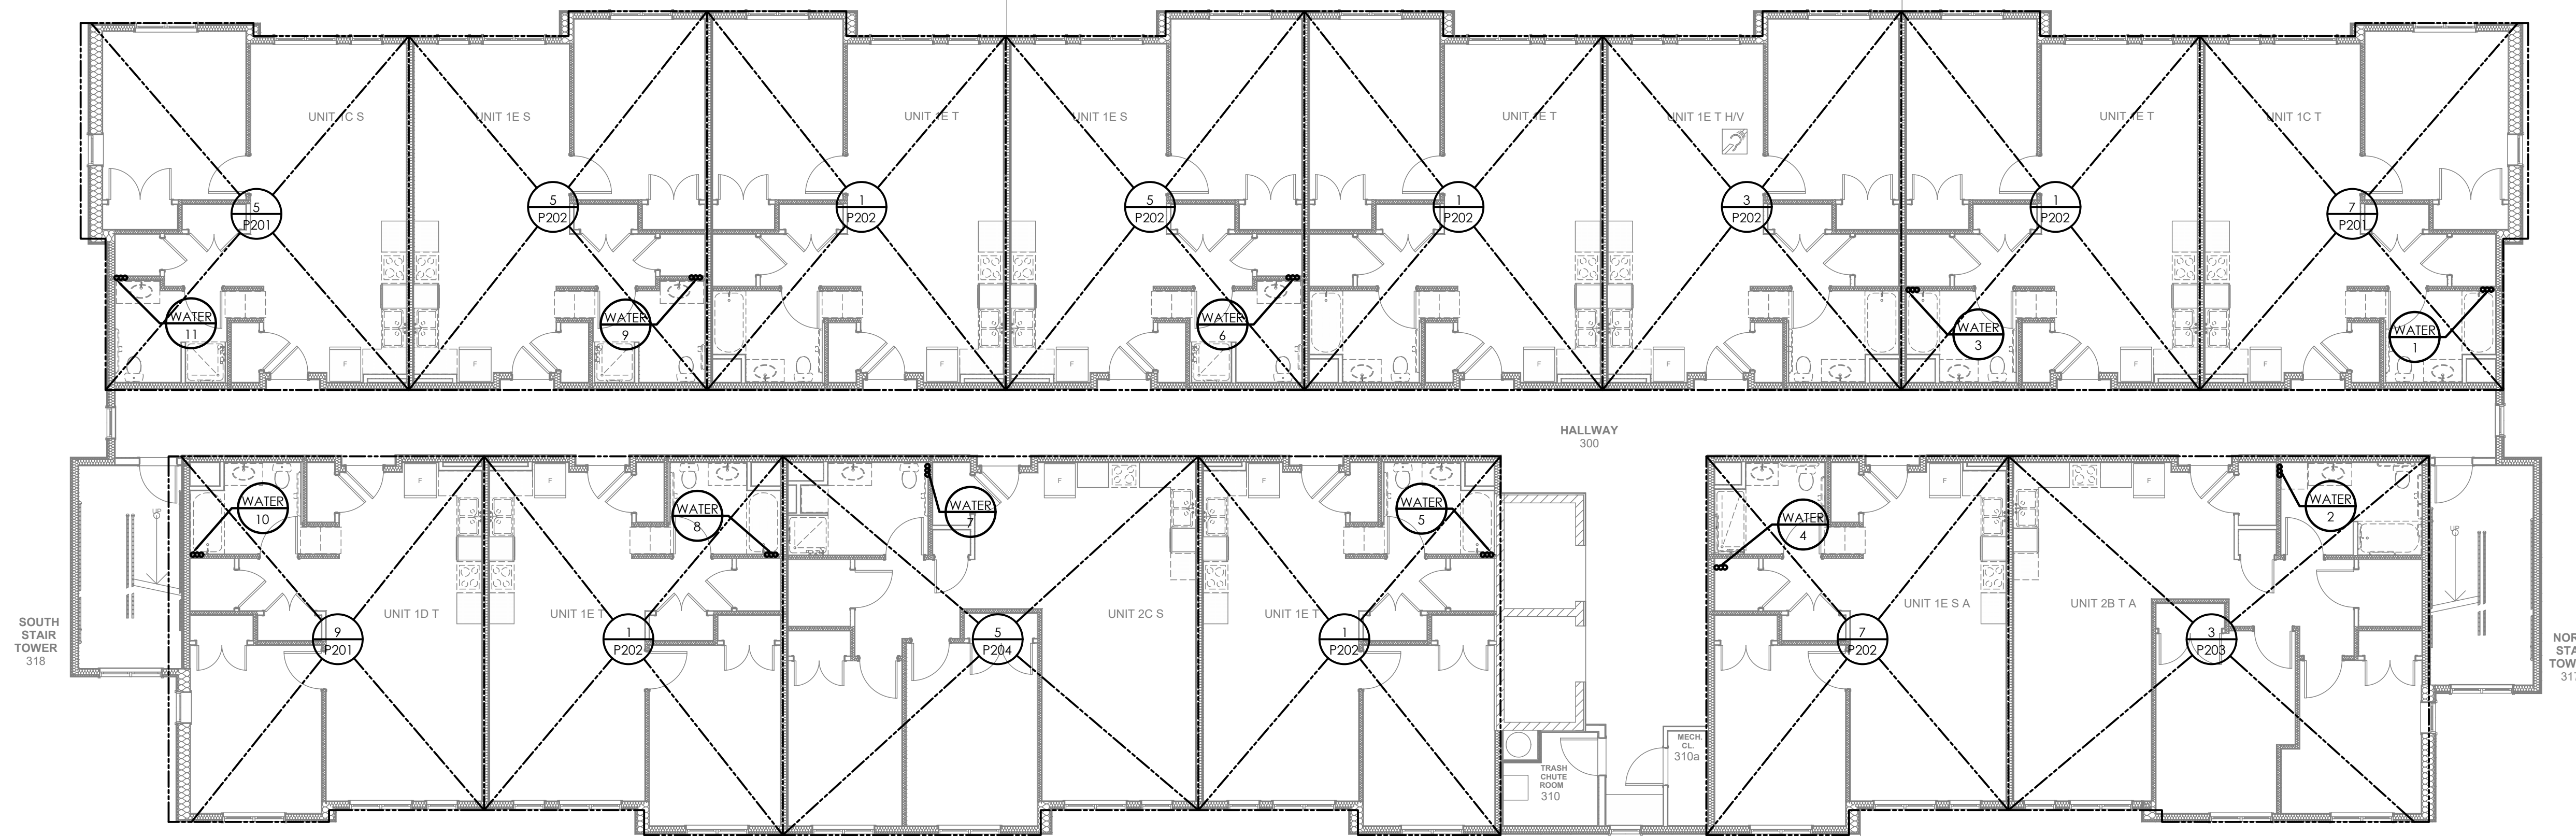 UNIT 1C S
UNIT 1E S
UNIT 1E T
UNIT 1E S
UNIT 1E T
UNIT 1E T H/V
UNIT 1E T
UNIT 1C T
5
P201
5
P202
1
P202
5
P202
1
P202
3
P202
1
P202
7
P201
WATER
11
WATER
9
WATER
6
WATER
3
WATER
1
F
F
F
F
F
F
F
F
HALLWAY
300
F
F
F
F
F
F
WATER
10
WATER
8
WATER
7
WATER
5
WATER
4
WATER
2
UP
UP
UNIT 1D T
UNIT 1E T
UNIT 2C S
UNIT 1E T
UNIT 1E S A
UNIT 2B T A
9
P201
1
P202
5
P204
1
P202
7
P202
3
P203
SOUTH
STAIR
TOWER
318
317
MECH.
CL.
310a
TRASH
CHUTE
ROOM
310